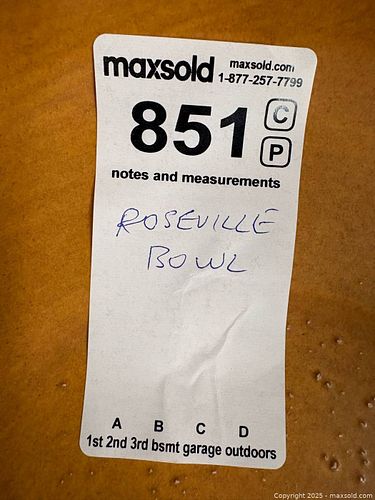 maxsold maxsold.com
1-877-257-7799
851 C
P
notes and measurements
ROSEVILLE
BOWL
A B C D
1st 2nd 3rd bsmt garage outdoors
Copyright 2025 - maxsold.com